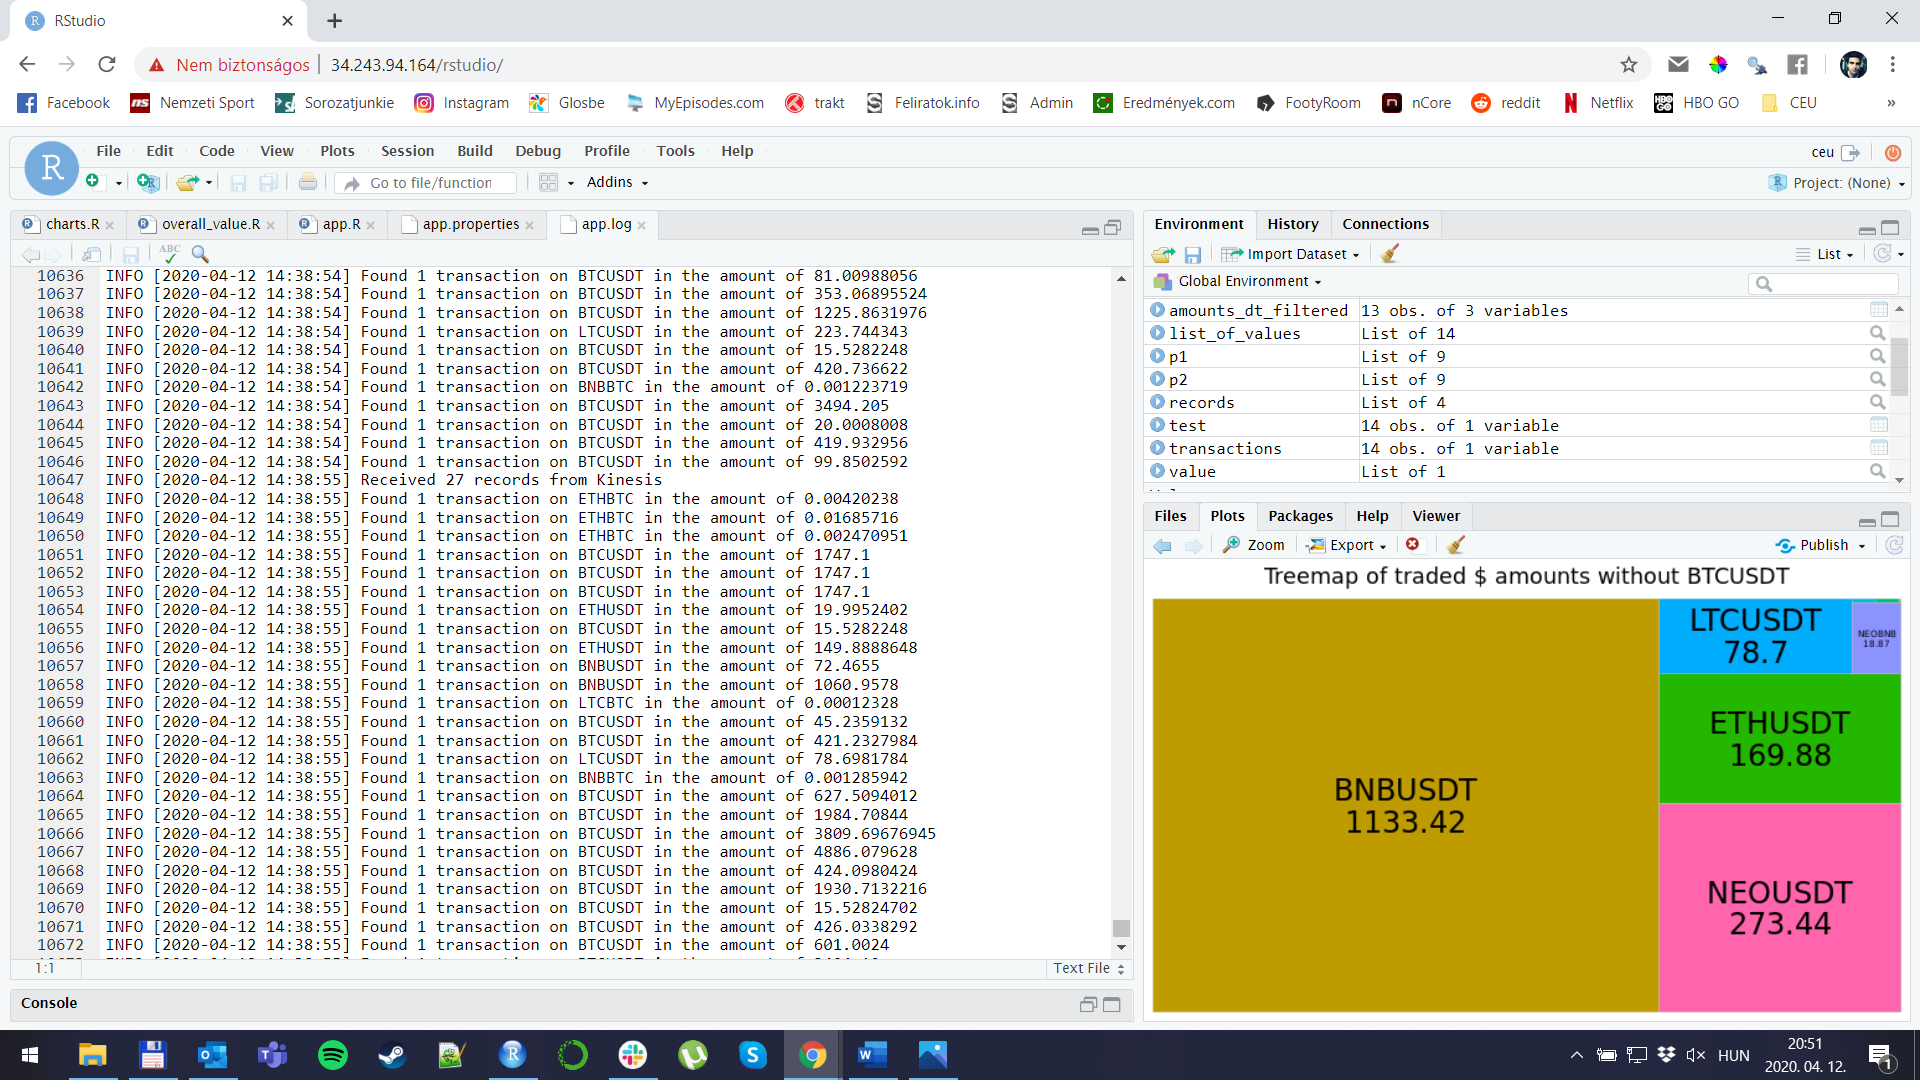 RStudio
Nem biztonságos 34.243.94.164/rstudio/
Facebook Nemzeti Sport Sorozatjunkie Instagram Glosbe MyEpisodes.com trakt Feliratok.info Admin Eredmények.com FootyRoom nCore reddit Netflix HBO GO CEU »
File Edit Code View Plots Session Build Debug Profile Tools Help
ceu
Go to file/function Addins
Project: (None)
charts.R overall_value.R app.R app.properties app.log
10636 INFO [2020-04-12 14:38:54] Found 1 transaction on BTCUSDT in the amount of 81.00988056
10637 INFO [2020-04-12 14:38:54] Found 1 transaction on BTCUSDT in the amount of 353.06895524
10638 INFO [2020-04-12 14:38:54] Found 1 transaction on BTCUSDT in the amount of 1225.8631976
10639 INFO [2020-04-12 14:38:54] Found 1 transaction on LTCUSDT in the amount of 223.744343
10640 INFO [2020-04-12 14:38:54] Found 1 transaction on BTCUSDT in the amount of 15.5282248
10641 INFO [2020-04-12 14:38:54] Found 1 transaction on BTCUSDT in the amount of 420.736622
10642 INFO [2020-04-12 14:38:54] Found 1 transaction on BNBBTC in the amount of 0.001223719
10643 INFO [2020-04-12 14:38:54] Found 1 transaction on BTCUSDT in the amount of 3494.205
10644 INFO [2020-04-12 14:38:54] Found 1 transaction on BTCUSDT in the amount of 20.0008008
10645 INFO [2020-04-12 14:38:54] Found 1 transaction on BTCUSDT in the amount of 419.932956
10646 INFO [2020-04-12 14:38:54] Found 1 transaction on BTCUSDT in the amount of 99.8502592
10647 INFO [2020-04-12 14:38:55] Received 27 records from Kinesis
10648 INFO [2020-04-12 14:38:55] Found 1 transaction on ETHBTC in the amount of 0.00420238
10649 INFO [2020-04-12 14:38:55] Found 1 transaction on ETHBTC in the amount of 0.01685716
10650 INFO [2020-04-12 14:38:55] Found 1 transaction on ETHBTC in the amount of 0.002470951
10651 INFO [2020-04-12 14:38:55] Found 1 transaction on BTCUSDT in the amount of 1747.1
10652 INFO [2020-04-12 14:38:55] Found 1 transaction on BTCUSDT in the amount of 1747.1
10653 INFO [2020-04-12 14:38:55] Found 1 transaction on BTCUSDT in the amount of 1747.1
10654 INFO [2020-04-12 14:38:55] Found 1 transaction on ETHUSDT in the amount of 19.9952402
10655 INFO [2020-04-12 14:38:55] Found 1 transaction on BTCUSDT in the amount of 15.5282248
10656 INFO [2020-04-12 14:38:55] Found 1 transaction on ETHUSDT in the amount of 149.8888648
10657 INFO [2020-04-12 14:38:55] Found 1 transaction on BNBUSDT in the amount of 72.4655
10658 INFO [2020-04-12 14:38:55] Found 1 transaction on BNBUSDT in the amount of 1060.9578
10659 INFO [2020-04-12 14:38:55] Found 1 transaction on LTCBTC in the amount of 0.00012328
10660 INFO [2020-04-12 14:38:55] Found 1 transaction on BTCUSDT in the amount of 45.2359132
10661 INFO [2020-04-12 14:38:55] Found 1 transaction on BTCUSDT in the amount of 421.2327984
10662 INFO [2020-04-12 14:38:55] Found 1 transaction on LTCUSDT in the amount of 78.6981784
10663 INFO [2020-04-12 14:38:55] Found 1 transaction on BNBBTC in the amount of 0.001285942
10664 INFO [2020-04-12 14:38:55] Found 1 transaction on BTCUSDT in the amount of 627.5094012
10665 INFO [2020-04-12 14:38:55] Found 1 transaction on BTCUSDT in the amount of 1984.70844
10666 INFO [2020-04-12 14:38:55] Found 1 transaction on BTCUSDT in the amount of 3809.69676945
10667 INFO [2020-04-12 14:38:55] Found 1 transaction on BTCUSDT in the amount of 4886.079628
10668 INFO [2020-04-12 14:38:55] Found 1 transaction on BTCUSDT in the amount of 424.0980424
10669 INFO [2020-04-12 14:38:55] Found 1 transaction on BTCUSDT in the amount of 1930.7132216
10670 INFO [2020-04-12 14:38:55] Found 1 transaction on BTCUSDT in the amount of 15.52824702
10671 INFO [2020-04-12 14:38:55] Found 1 transaction on BTCUSDT in the amount of 426.0338292
10672 INFO [2020-04-12 14:38:55] Found 1 transaction on BTCUSDT in the amount of 601.0024
1:1 Text File
Console
Environment History Connections
Import Dataset List
Global Environment
amounts_dt_filtered 13 obs. of 3 variables
list_of_values List of 14
p1 List of 9
p2 List of 9
records List of 4
test 14 obs. of 1 variable
transactions 14 obs. of 1 variable
value List of 1
Files Plots Packages Help Viewer
Zoom Export Publish
Treemap of traded $ amounts without BTCUSDT
BNBUSDT
1133.42
LTCUSDT
78.7
NEOBNB
18.87
ETHUSDT
169.88
NEOUSDT
273.44
HUN
20:51
2020. 04. 12.
1